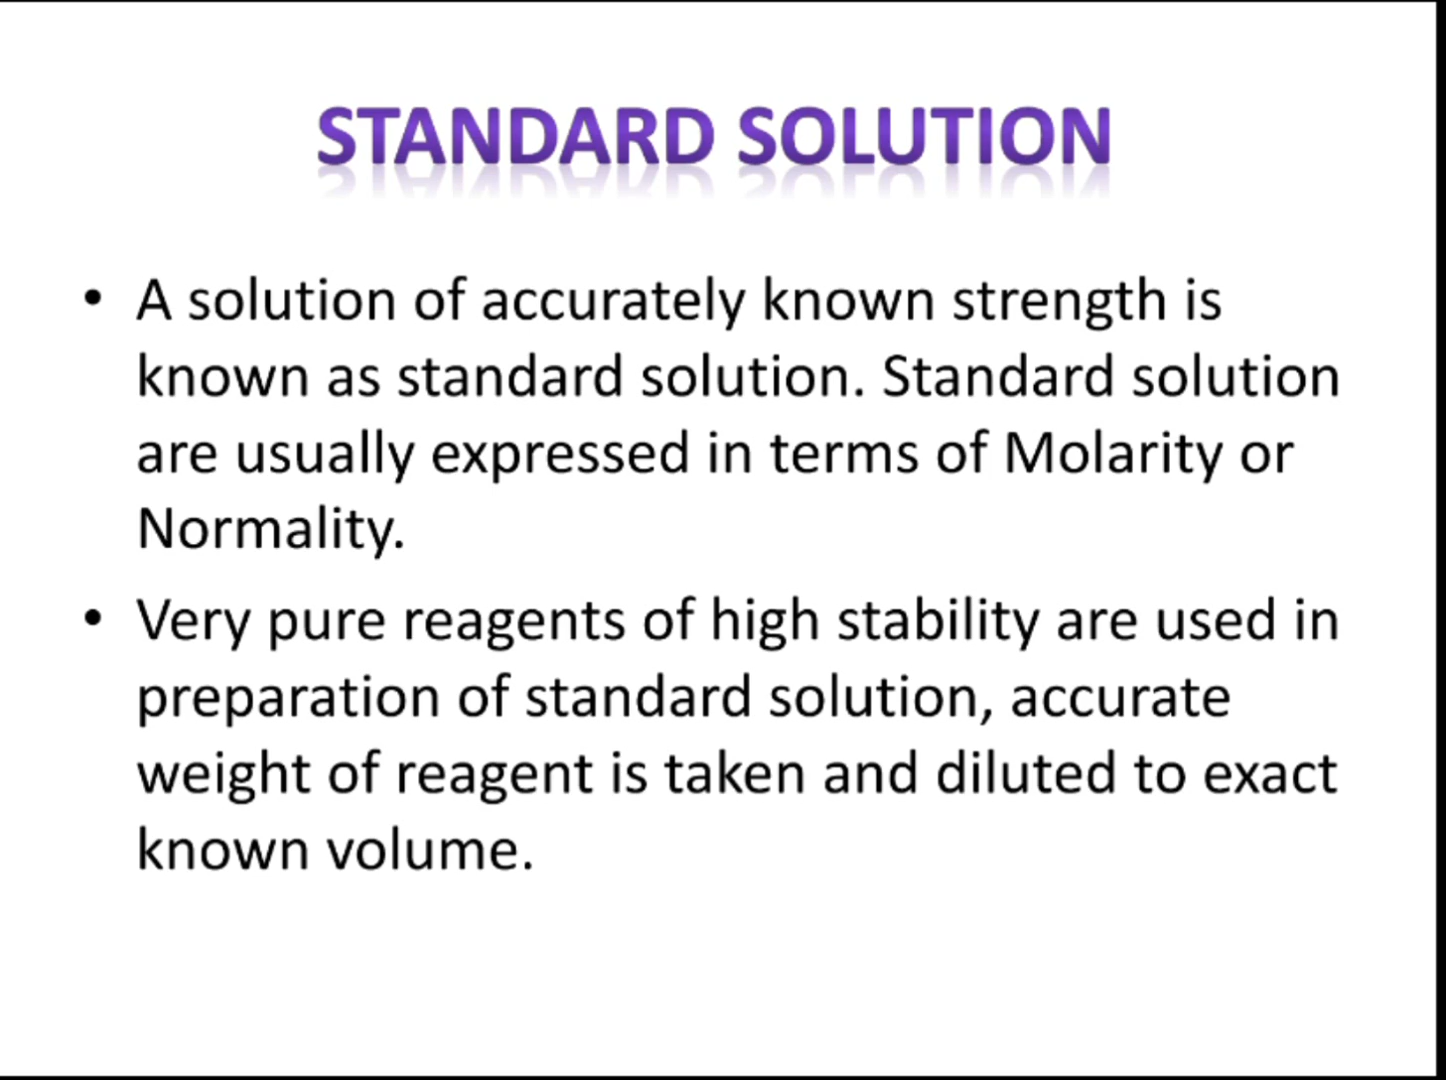 STANDARD SOLUTION
• A solution of accurately known strength is
known as standard solution. Standard solution
are usually expressed in terms of Molarity or
Normality.
• Very pure reagents of high stability are used in
preparation of standard solution, accurate
weight of reagent is taken and diluted to exact
known volume.